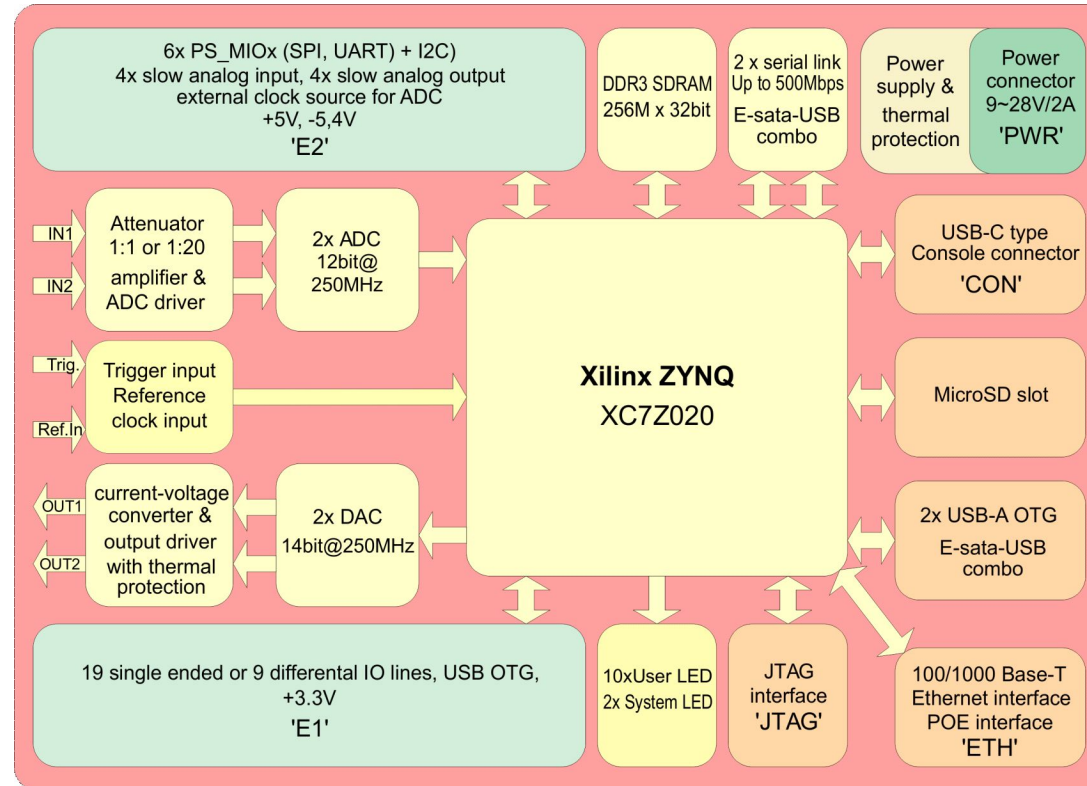 6x PS_MIOx (SPI, UART) + I2C)
4x slow analog input, 4x slow analog output
external clock source for ADC
+5V, -5,4V
'E2'
DDR3 SDRAM
256M x 32bit
2 x serial link
Up to 500Mbps
E-sata-USB
combo
Power
supply &
thermal
protection
Power
connector
9~28V/2A
'PWR'
IN1
IN2
Attenuator
1:1 or 1:20
amplifier &
ADC driver
2x ADC
12bit@
250MHz
USB-C type
Console connector
'CON'
Trig.
Ref.In
Trigger input
Reference
clock input
Xilinx ZYNQ
XC7Z020
MicroSD slot
OUT1
OUT2
current-voltage
converter &
output driver
with thermal
protection
2x DAC
14bit@250MHz
2x USB-A OTG
E-sata-USB
combo
19 single ended or 9 differental IO lines, USB OTG,
+3.3V
'E1'
10xUser LED
2x System LED
JTAG
interface
'JTAG'
100/1000 Base-T
Ethernet interface
POE interface
'ETH'